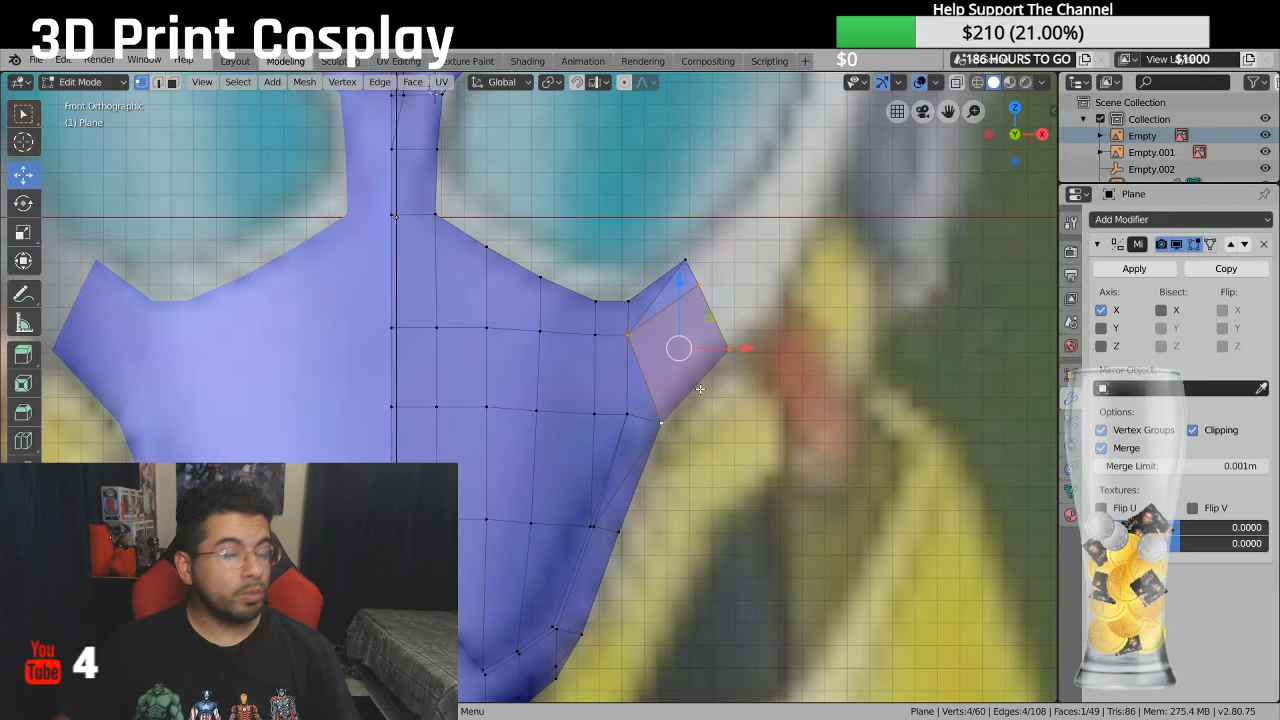 3D Print Cosplay
Help Support The Channel
$210 (21.00%)
$0
-186 HOURS TO GO
$1000
File
Edit
Render
Window
Help
Layout
Modeling
Sculpting
UV Editing
Texture Paint
Shading
Animation
Rendering
Compositing
Scripting
+
View
Edit Mode
View
Select
Add
Mesh
Vertex
Edge
Face
UV
Global
Front Orthographic
(1) Plane
Z
Y
X
Scene Collection
Collection
Empty
Empty.001
Empty.002
Plane
Add Modifier
Mi
Apply
Copy
Axis:
Bisect:
Flip:
X
X
X
Y
Y
Y
Z
Z
Z
Mirror Object:
Options:
Vertex Groups
Clipping
Merge
Merge Limit:
0.001m
Textures:
Flip U
Flip V
0.0000
0.0000
You
Tube
4
Menu
Plane | Verts:4/60 | Edges:4/108 | Faces:1/49 | Tris:86 | Mem: 275.4 MB | v2.80.75